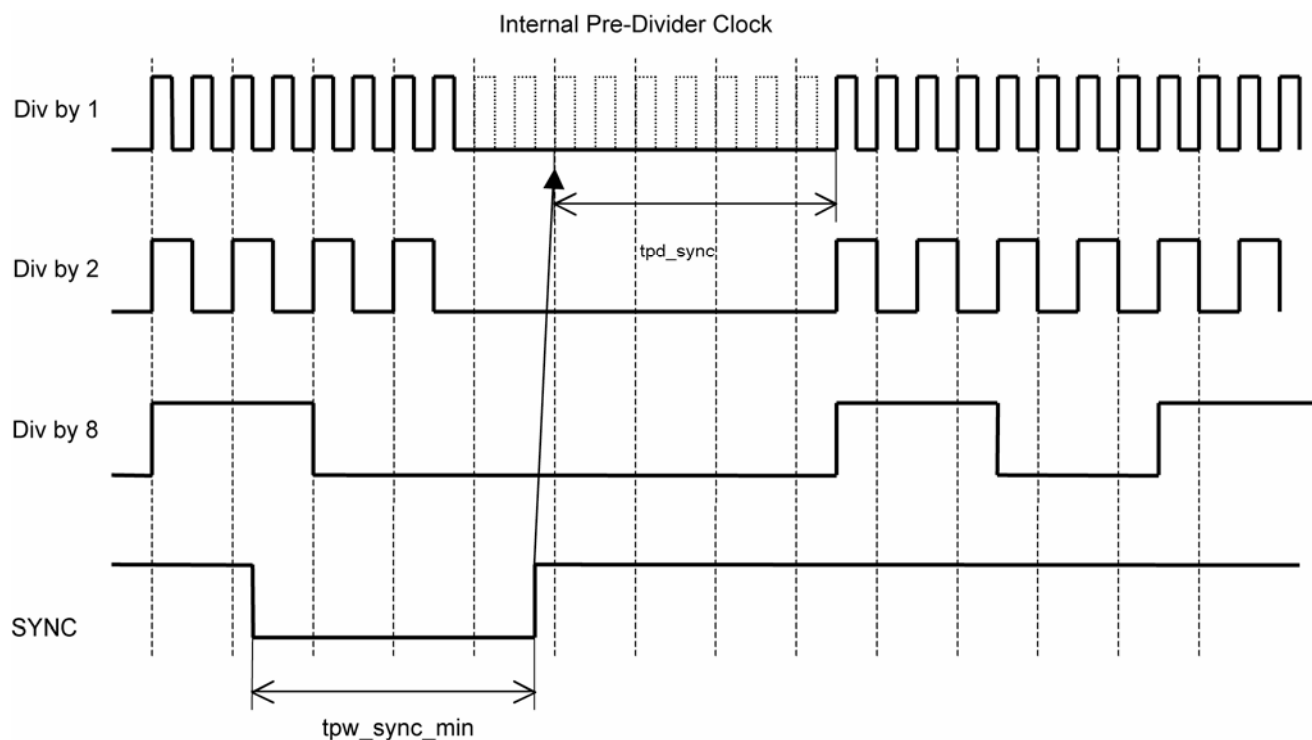 Internal Pre-Divider Clock
Div by 1
tpd_sync
Div by 2
Div by 8
SYNC
tpw_sync_min